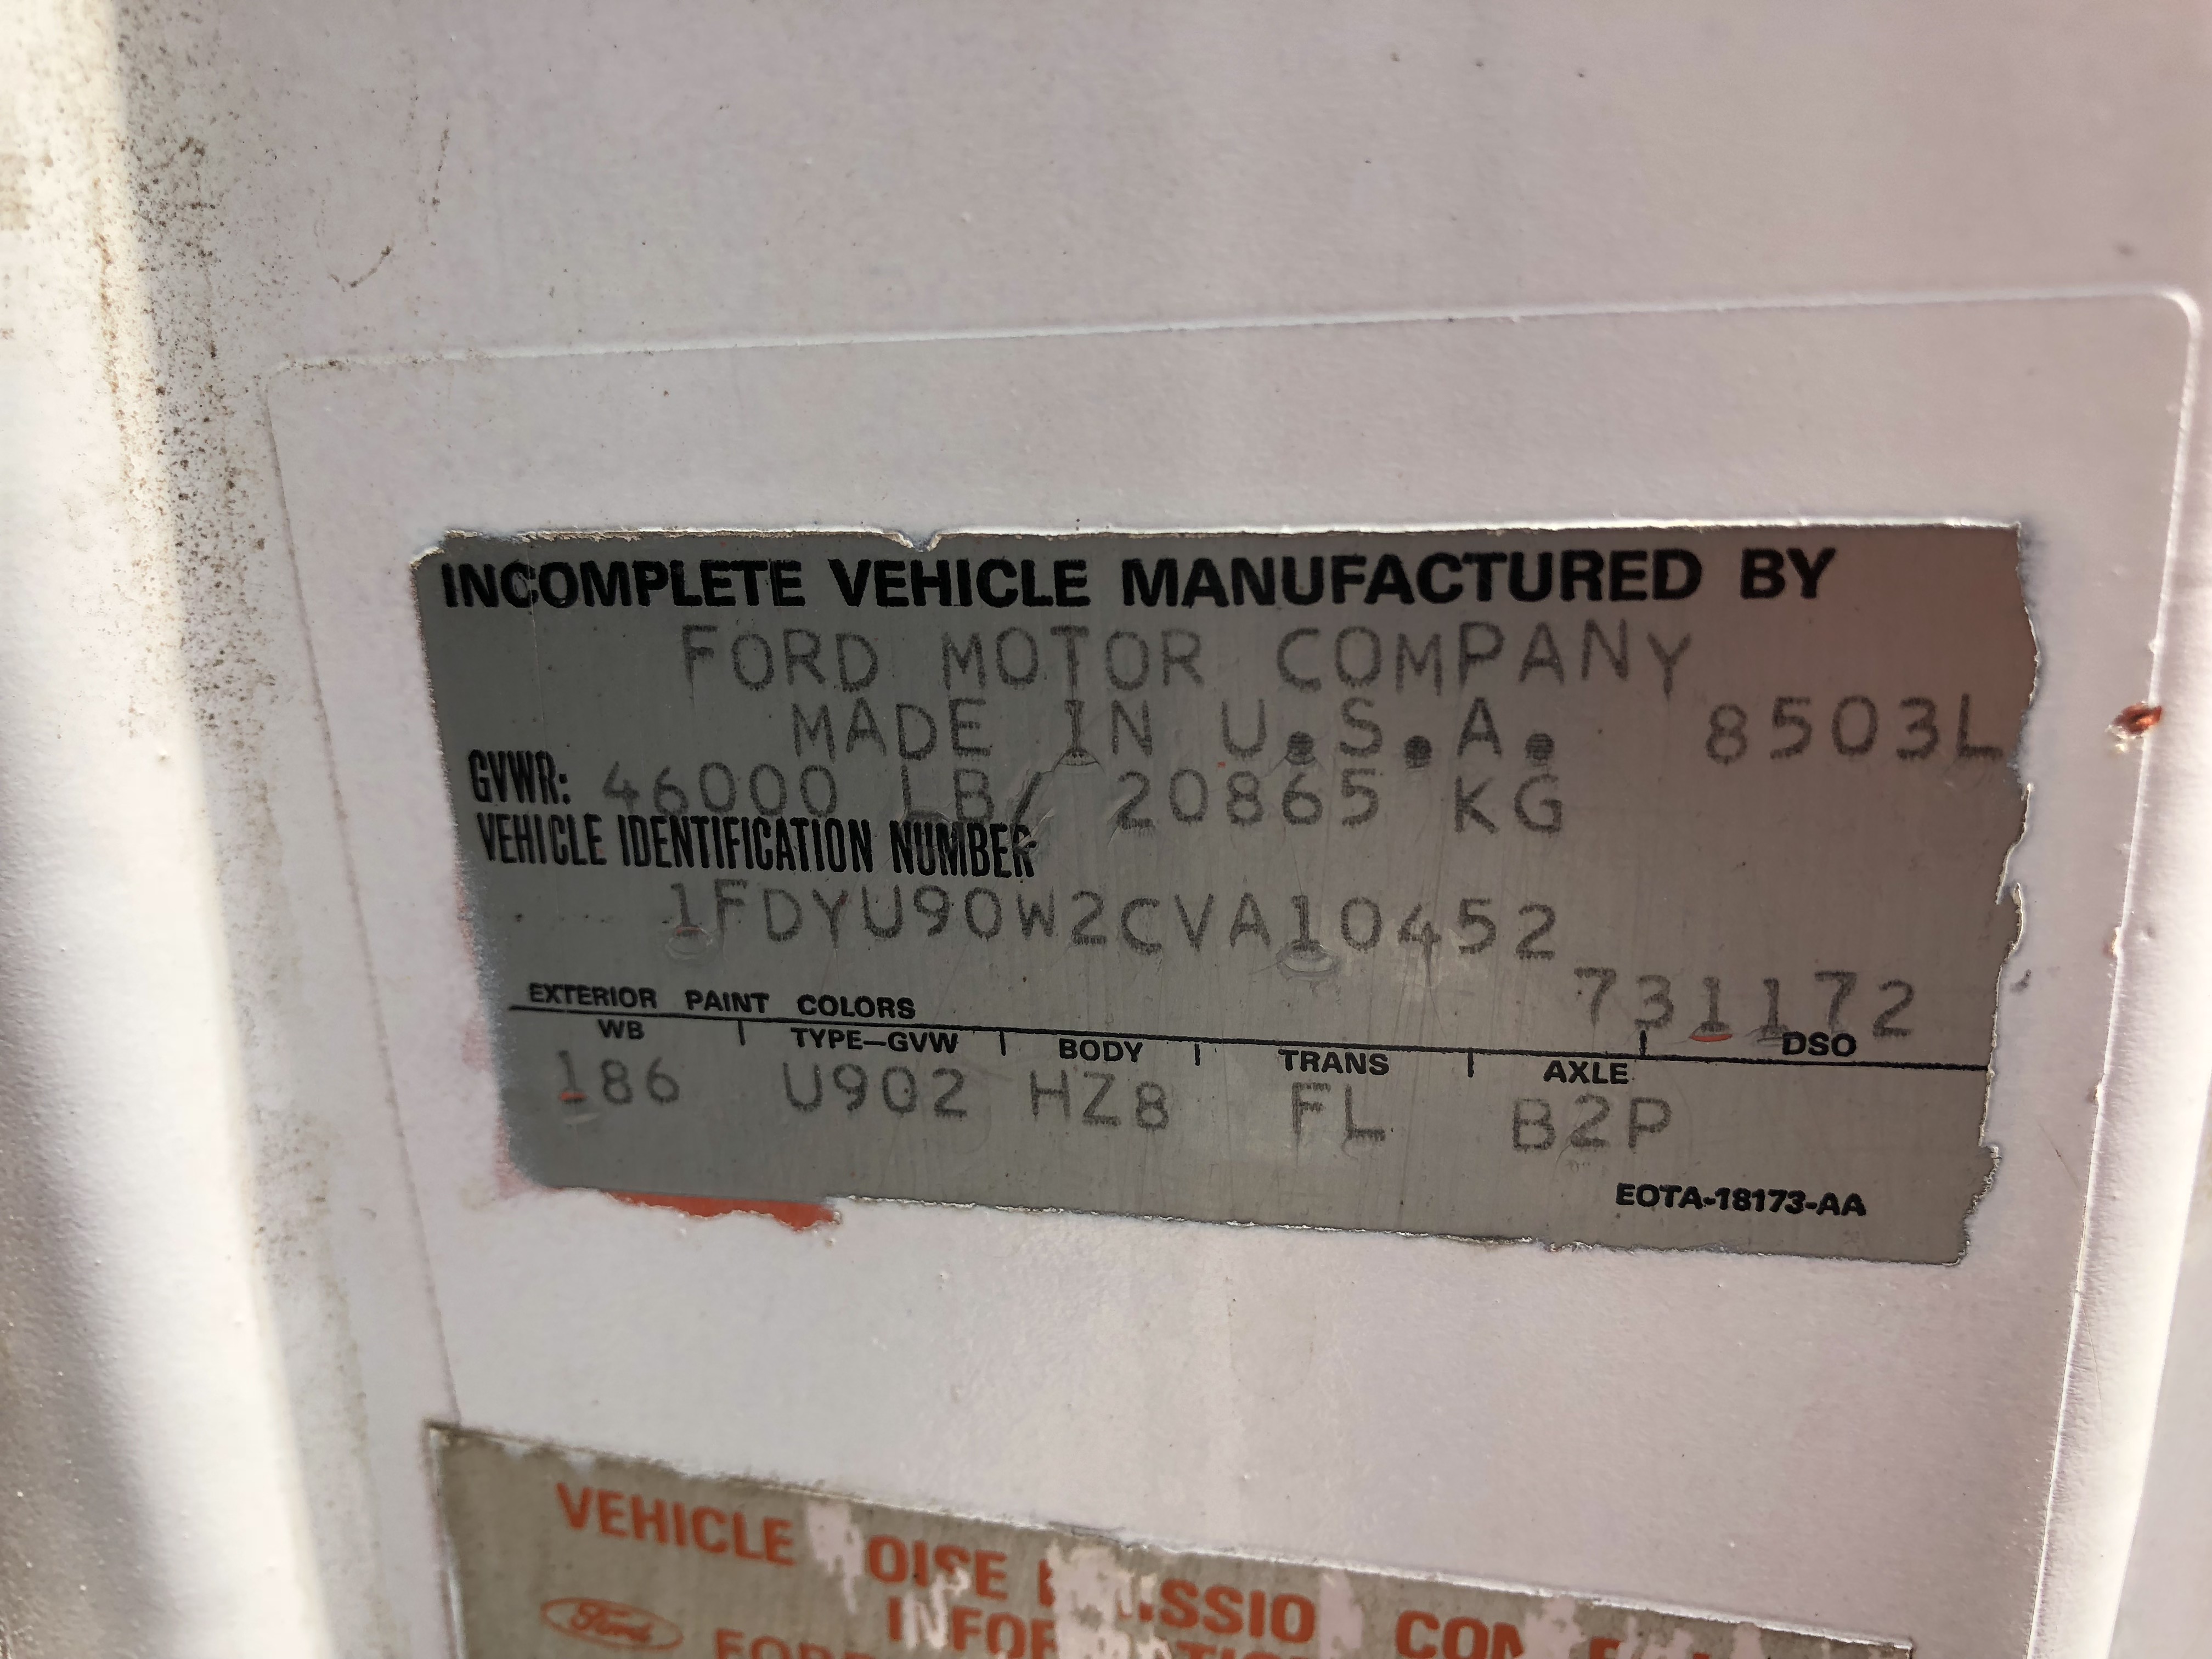 INCOMPLETE VEHICLE MANUFACTURED BY
FORD MOTOR COMPANY
MADE IN U.S.A. 8503L
GVWR: 46000 LB/ 20865 KG
VEHICLE IDENTIFICATION NUMBER
1FDYU90W2CVA10452
731172
EXTERIOR PAINT COLORS DSO
WB TYPE-GVW BODY TRANS AXLE
186 U902 HZ8 FL B2P
EOTA-18173-AA
VEHICLE
Ford